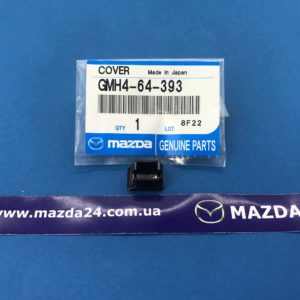 COVER
Made in Japan
GMH4-64-393
1 8F22
QTY LOT
mazda GENUINE PARTS
www.mazda24.com.ua MAZDA